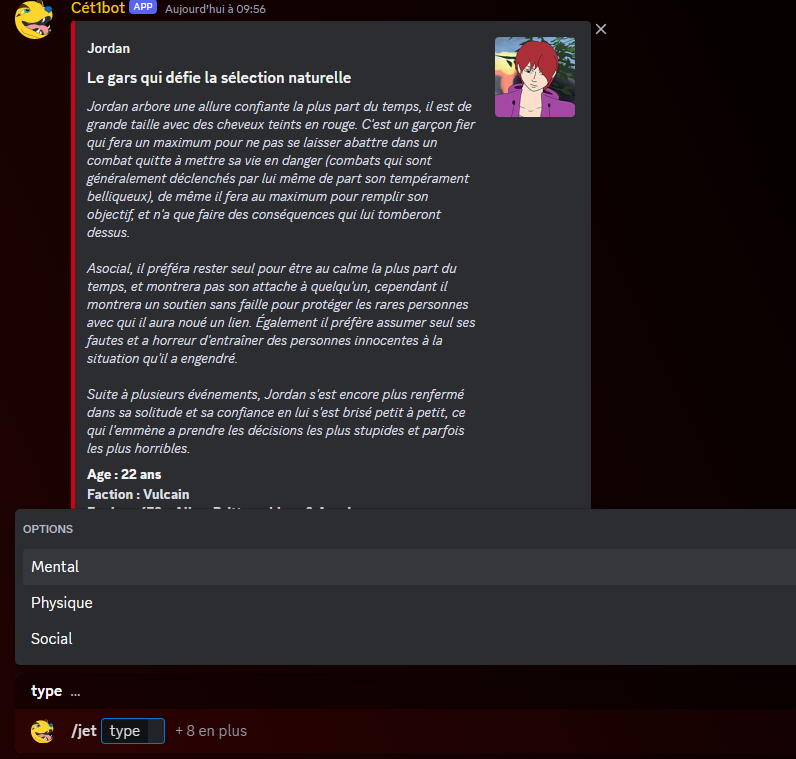 Cét1bot APP Aujourd'hui à 09:56
Jordan
Le gars qui défie la sélection naturelle
Jordan arbore une allure confiante la plus part du temps, il est de
grande taille avec des cheveux teints en rouge. C'est un garçon fier
qui fera un maximum pour ne pas se laisser abattre dans un
combat quitte à mettre sa vie en danger (combats qui sont
généralement déclenchés par lui même de part son tempérament
belliqueux), de même il fera au maximum pour remplir son
objectif, et n'a que faire des conséquences qui lui tomberont
dessus.
Asocial, il préféra rester seul pour être au calme la plus part du
temps, et montrera pas son attache à quelqu'un, cependant il
montrera un soutien sans faille pour protéger les rares personnes
avec qui il aura noué un lien. Également il préfère assumer seul ses
fautes et a horreur d'entraîner des personnes innocentes à la
situation qu'il a engendré.
Suite à plusieurs événements, Jordan s'est encore plus renfermé
dans sa solitude et sa confiance en lui s'est brisé petit à petit, ce
qui l'emmène a prendre les décisions les plus stupides et parfois
les plus horribles.
Age : 22 ans
Faction : Vulcain
OPTIONS
Mental
Physique
Social
type ...
/jet type + 8 en plus